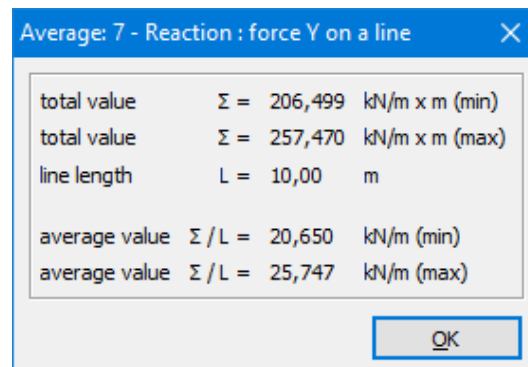 Average: 7 - Reaction : force Y on a line
total value Σ = 206,499 kN/m x m (min)
total value Σ = 257,470 kN/m x m (max)
line length L = 10,00 m
average value Σ / L = 20,650 kN/m (min)
average value Σ / L = 25,747 kN/m (max)
OK